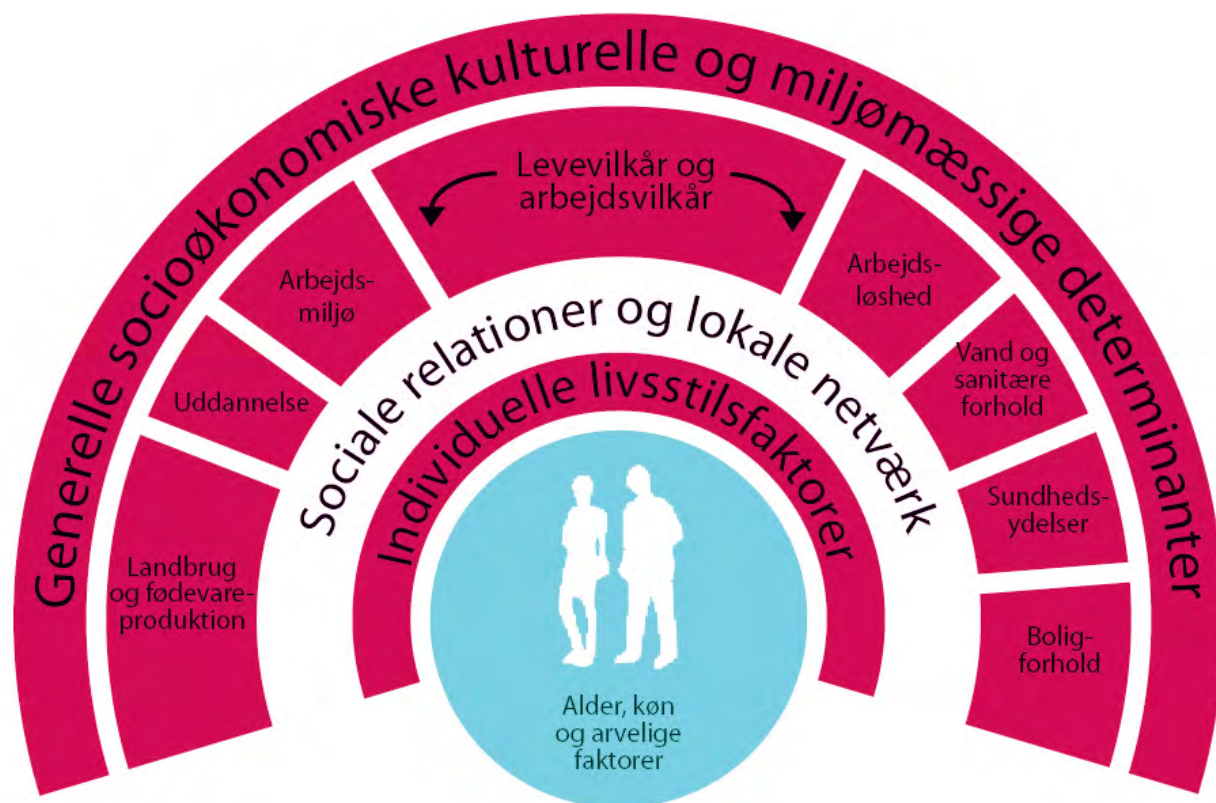 Generelle socioøkonomiske kulturelle og miljømæssige determinanter
Levevilkår og
arbejdsvilkår
Landbrug
og fødevare-
produktion
Uddannelse
Arbejds-
miljø
Arbejds-
løshed
Vand og
sanitære
forhold
Sundheds-
ydelser
Bolig-
forhold
Sociale relationer og lokale netværk
Individuelle livsstilsfaktorer
Alder, køn
og arvelige
faktorer